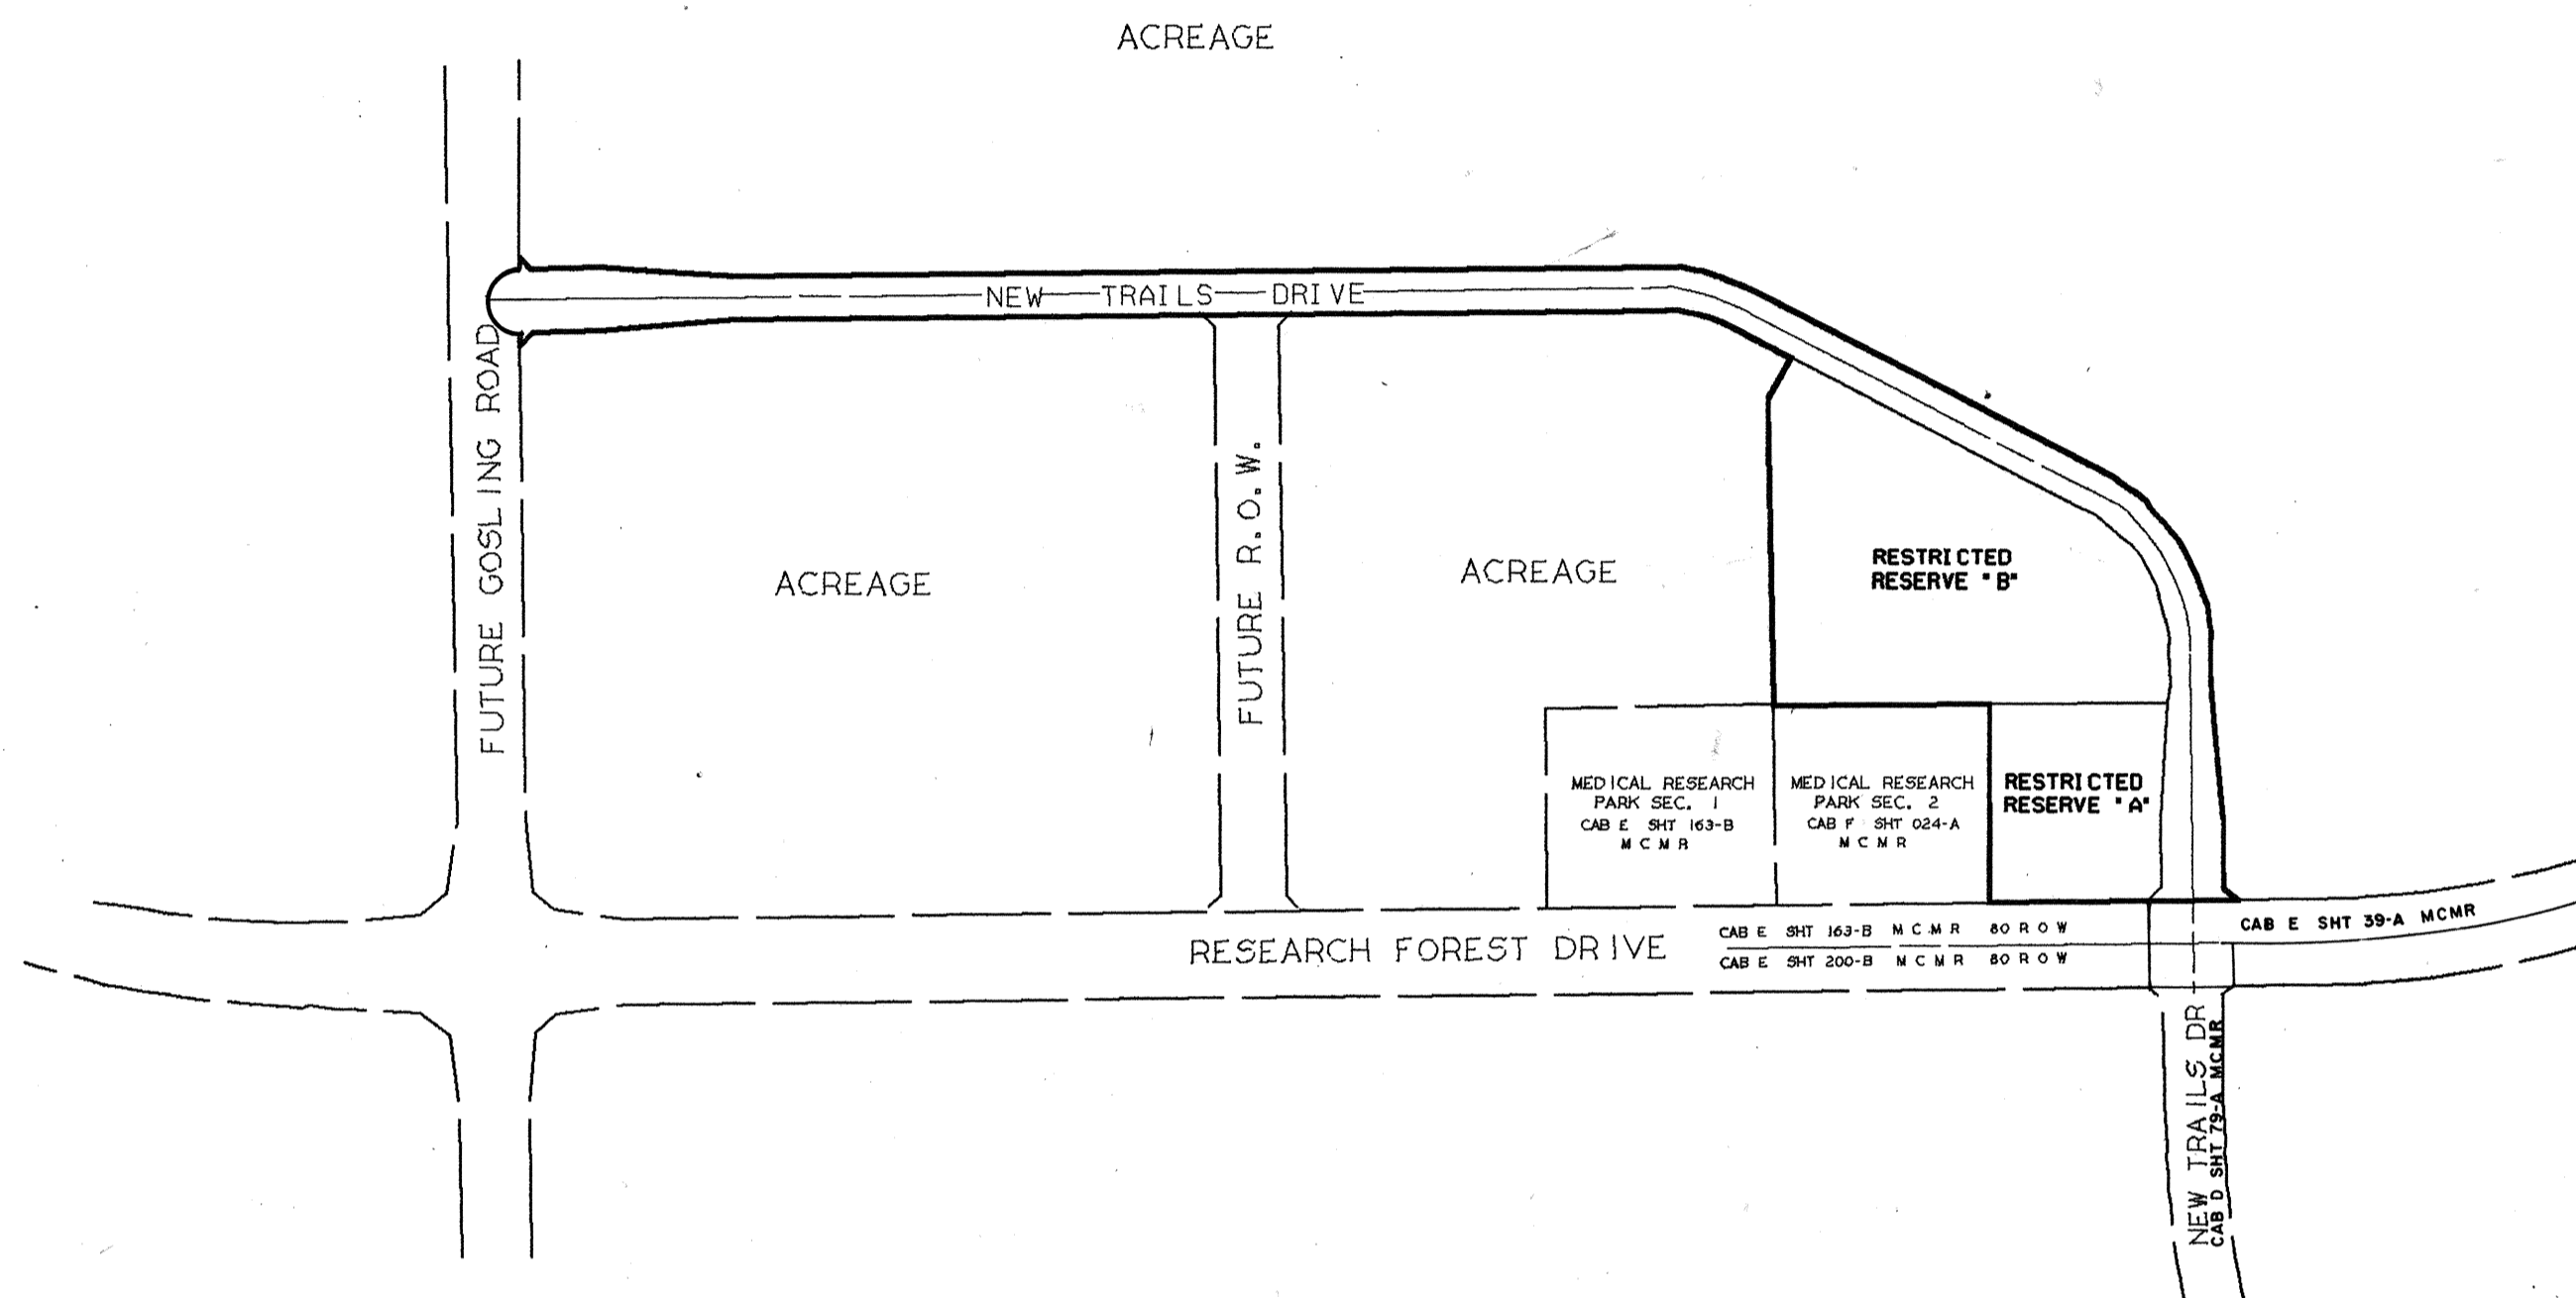 ACREAGE
NEW TRAILS DRIVE
FUTURE GOSLING ROAD
FUTURE R.O.W.
ACREAGE
ACREAGE
RESTRICTED
RESERVE "B"
MEDICAL RESEARCH
PARK SEC. 1
CAB E SHT 163-B
M C M R
MEDICAL RESEARCH
PARK SEC. 2
CAB F SHT 024-A
M C M R
RESTRICTED
RESERVE "A"
RESEARCH FOREST DRIVE
CAB E SHT 163-B M C M R 80 R O W
CAB E SHT 200-B M C M R 80 R O W
CAB E SHT 39-A MCMR
NEW TRAILS DR
CAB D SHT 79-A MCMR